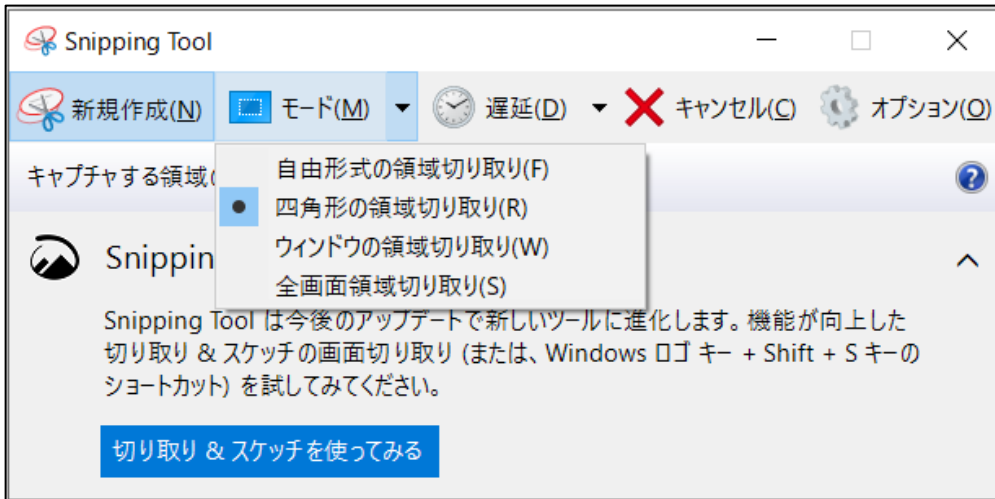 Snipping Tool
新規作成(N) モード(M) 遅延(D) キャンセル(C) オプション(O)
キャプチャする領域(
自由形式の領域切り取り(F)
四角形の領域切り取り(R)
ウィンドウの領域切り取り(W)
全画面領域切り取り(S)
Snippin
Snipping Tool は今後のアップデートで新しいツールに進化します。機能が向上した
切り取り & スケッチの画面切り取り (または、Windows ロゴ キー + Shift + S キーの
ショートカット) を試してみてください。
切り取り & スケッチを使ってみる